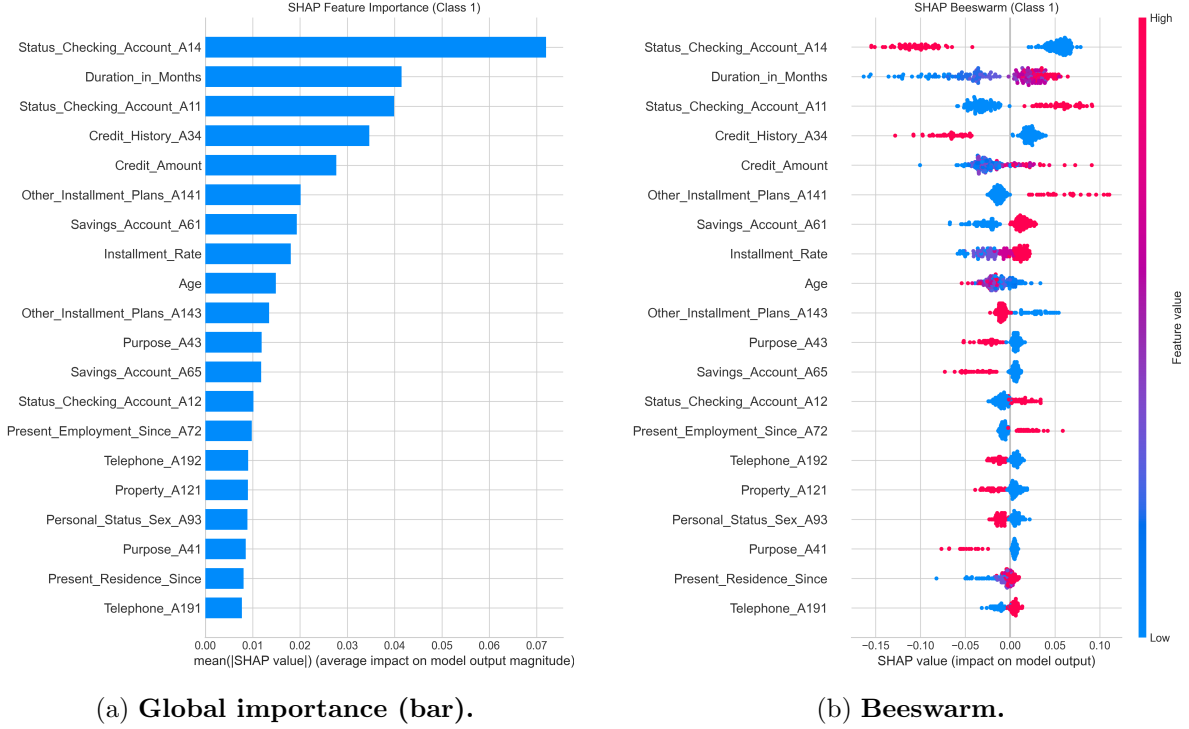 SHAP Feature Importance (Class 1)
Status_Checking_Account_A14
Duration_in_Months
Status_Checking_Account_A11
Credit_History_A34
Credit_Amount
Other_Installment_Plans_A141
Savings_Account_A61
Installment_Rate
Age
Other_Installment_Plans_A143
Purpose_A43
Savings_Account_A65
Status_Checking_Account_A12
Present_Employment_Since_A72
Telephone_A192
Property_A121
Personal_Status_Sex_A93
Purpose_A41
Present_Residence_Since
Telephone_A191
0.00 0.01 0.02 0.03 0.04 0.05 0.06 0.07
mean(|SHAP value|) (average impact on model output magnitude)
(a) Global importance (bar).
SHAP Beeswarm (Class 1)
Status_Checking_Account_A14
Duration_in_Months
Status_Checking_Account_A11
Credit_History_A34
Credit_Amount
Other_Installment_Plans_A141
Savings_Account_A61
Installment_Rate
Age
Other_Installment_Plans_A143
Purpose_A43
Savings_Account_A65
Status_Checking_Account_A12
Present_Employment_Since_A72
Telephone_A192
Property_A121
Personal_Status_Sex_A93
Purpose_A41
Present_Residence_Since
Telephone_A191
−0.15 −0.10 −0.05 0.00 0.05 0.10
SHAP value (impact on model output)
High
Feature value
Low
(b) Beeswarm.